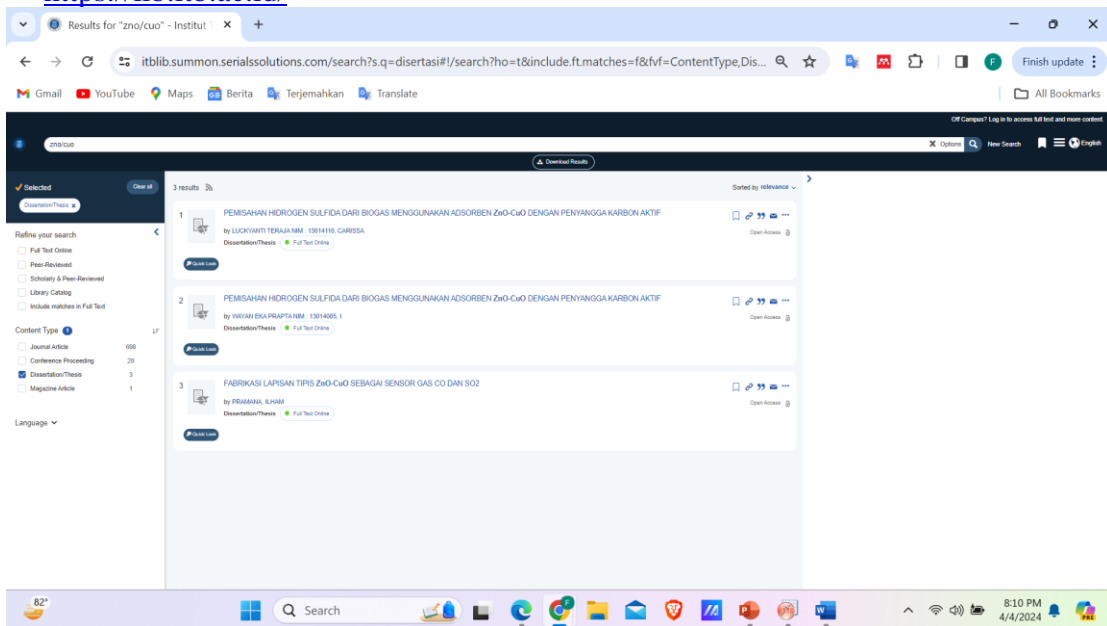 Results for "zno/cuo" - Institut T
itblib.summon.serialssolutions.com/search?s.q=disertasi#!/search?ho=t&include.ft.matches=f&fvf=ContentType,Dis...
Finish update
Gmail
YouTube
Maps
Berita
Terjemahkan
Translate
All Bookmarks
Off Campus? Log in to access full text and more content.
zno/cuo
Options
New Search
English
Download Results
Selected
Clear all
Dissertation/Thesis x
Refine your search
Full Text Online
Peer-Reviewed
Scholarly & Peer-Reviewed
Library Catalog
Include matches in Full Text
Content Type 1
Journal Article 698
Conference Proceeding 20
Dissertation/Thesis 3
Magazine Article 1
Language
3 results
Sorted by relevance
1
PEMISAHAN HIDROGEN SULFIDA DARI BIOGAS MENGGUNAKAN ADSORBEN ZnO-CuO DENGAN PENYANGGA KARBON AKTIF
by LUCKYANTI TERAJA NIM : 13014110, CARISSA
Dissertation/Thesis Full Text Online
Open Access
Quick Look
2
PEMISAHAN HIDROGEN SULFIDA DARI BIOGAS MENGGUNAKAN ADSORBEN ZnO-CuO DENGAN PENYANGGA KARBON AKTIF
by WAYAN EKA PRAPTA NIM : 13014005, I
Dissertation/Thesis Full Text Online
Open Access
Quick Look
3
FABRIKASI LAPISAN TIPIS ZnO-CuO SEBAGAI SENSOR GAS CO DAN SO2
by PRAMANA, ILHAM
Dissertation/Thesis Full Text Online
Open Access
Quick Look
82°
Search
8:10 PM
4/4/2024
PRE